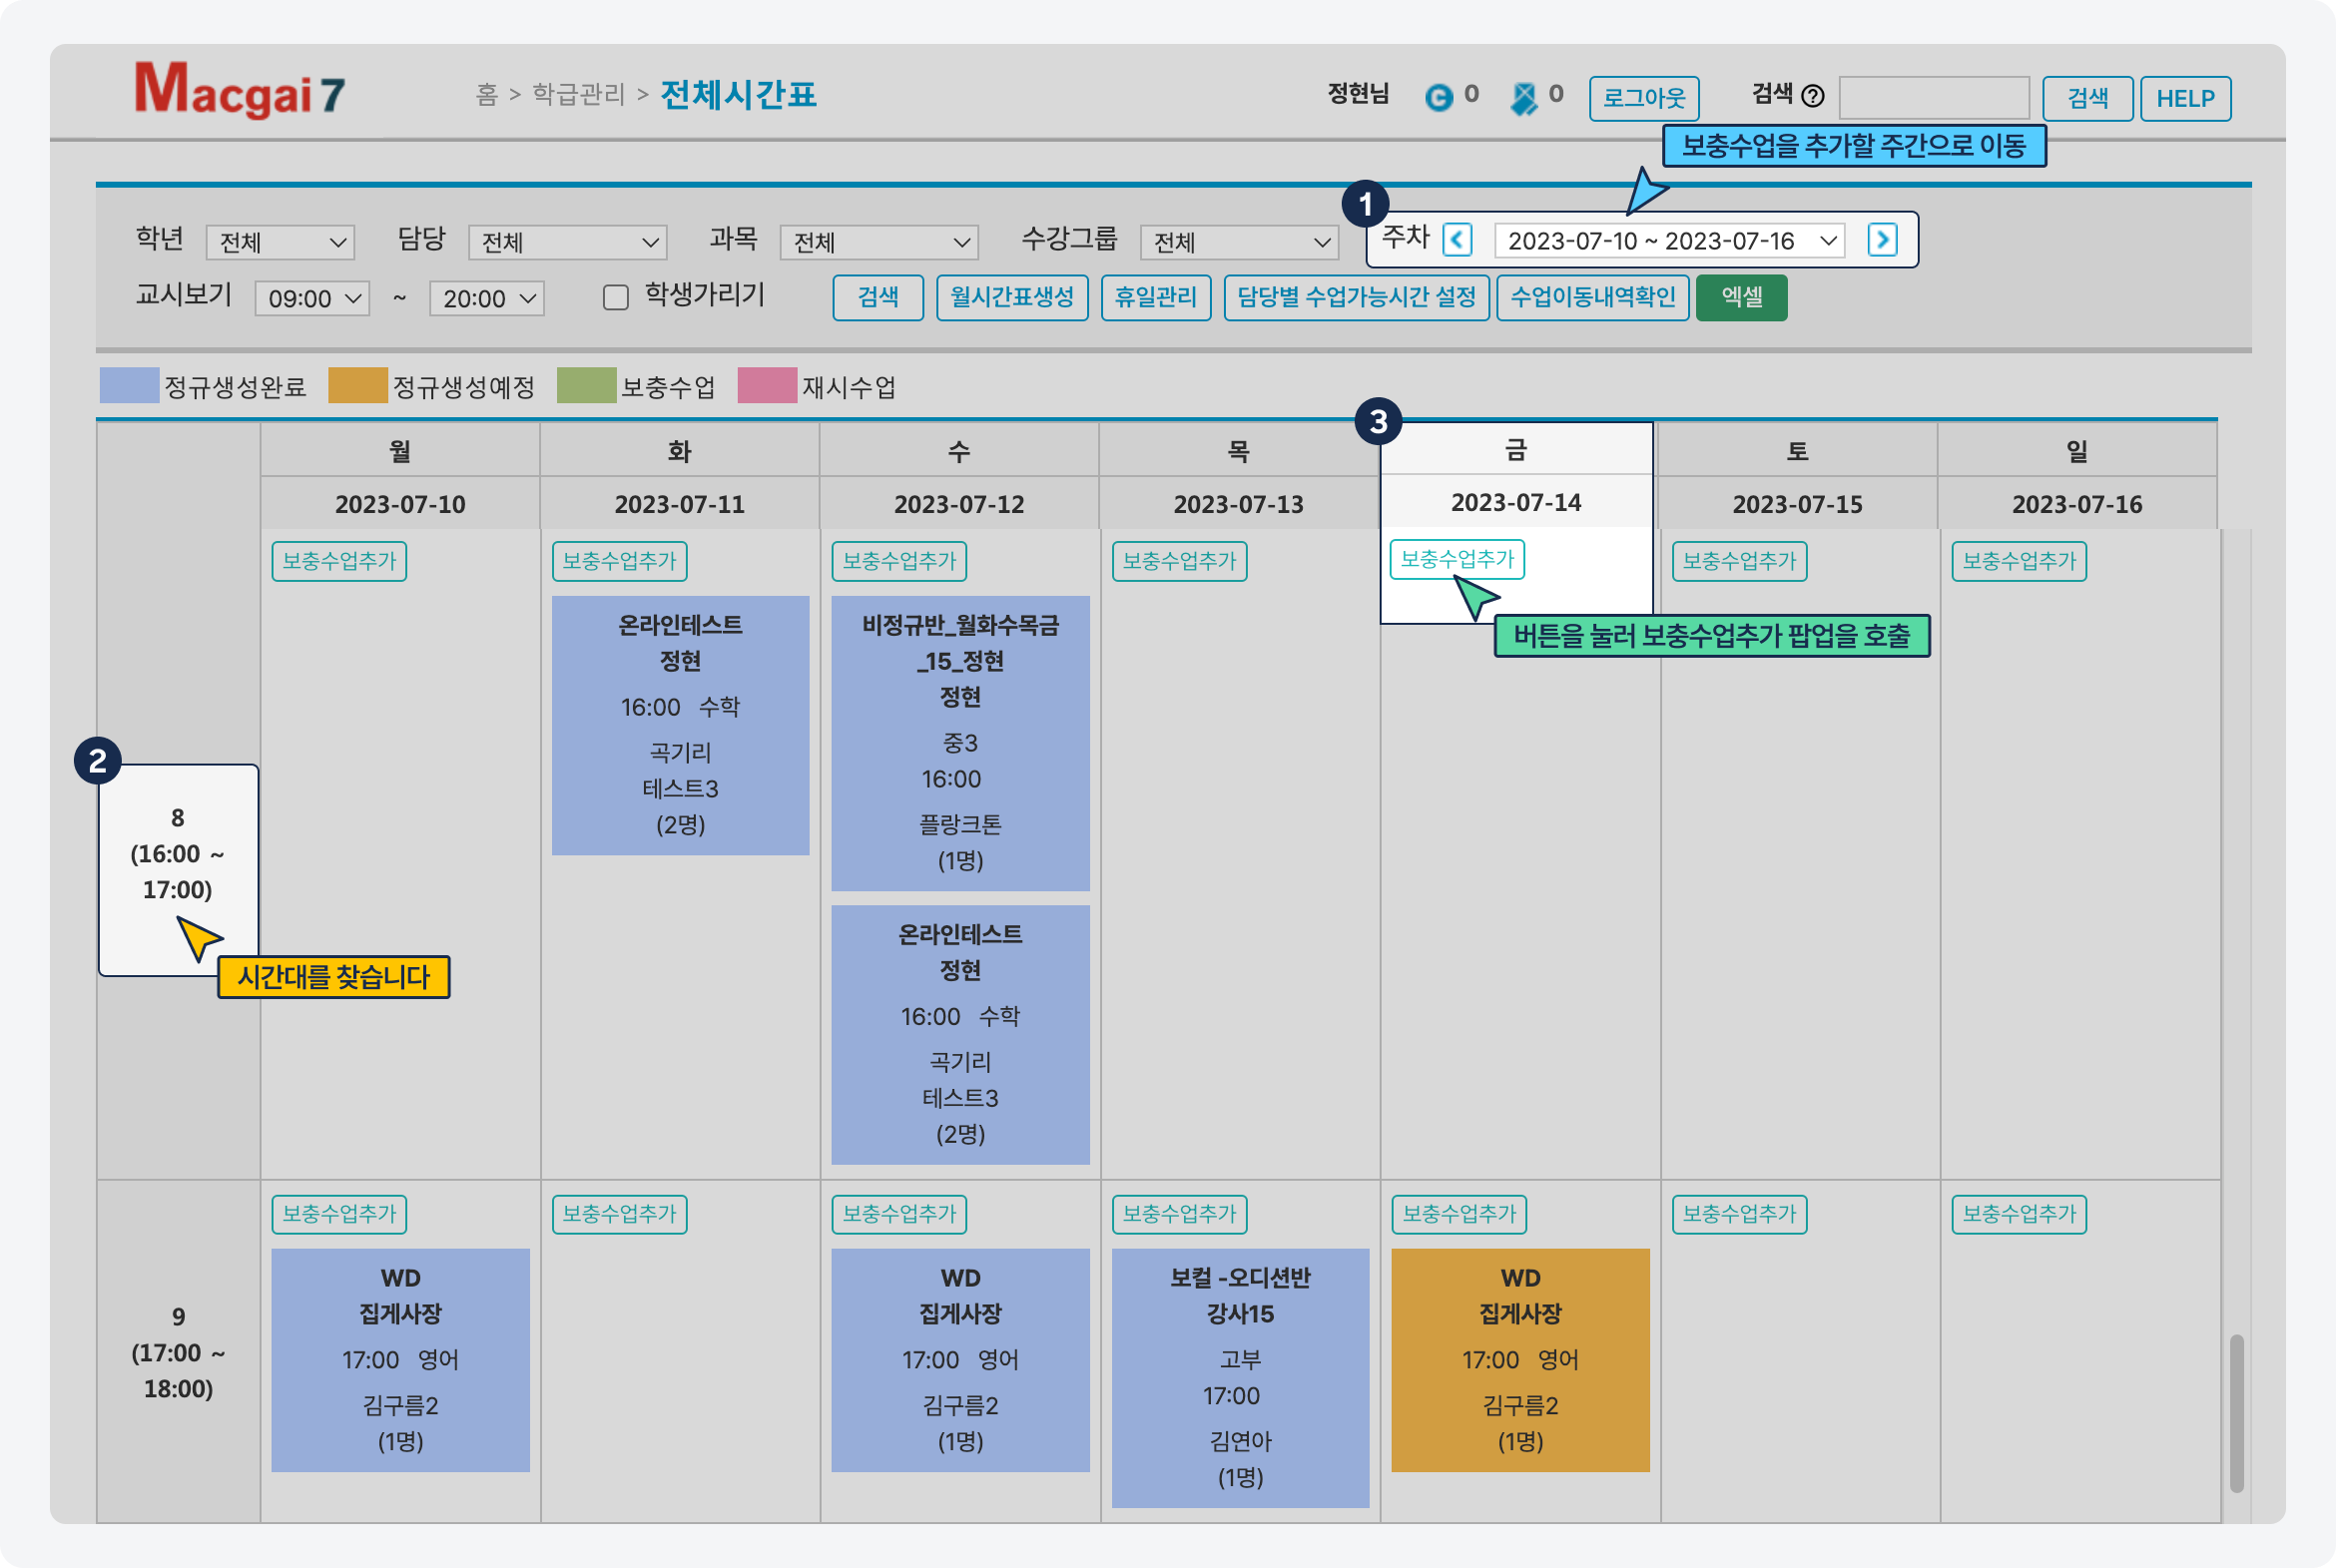 Macgai 7
홈 > 학급관리 > 전체시간표
정현님 0 0 로그아웃 검색 검색 HELP
보충수업을 추가할 주간으로 이동
1
학년 전체 담당 전체 과목 전체 수강그룹 전체 주차 2023-07-10 ~ 2023-07-16
교시보기 09:00 ~ 20:00 학생가리기 검색 월시간표생성 휴일관리 담당별 수업가능시간 설정 수업이동내역확인 엑셀
정규생성완료 정규생성예정 보충수업 재시수업
3
월 화 수 목 금 토 일
2023-07-10 2023-07-11 2023-07-12 2023-07-13 2023-07-14 2023-07-15 2023-07-16
2
8
(16:00 ~
17:00)
시간대를 찾습니다
보충수업추가
보충수업추가
온라인테스트
정현
16:00 수학
곡기리
테스트3
(2명)
보충수업추가
비정규반_월화수목금
_15_정현
정현
중3
16:00
플랑크톤
(1명)
온라인테스트
정현
16:00 수학
곡기리
테스트3
(2명)
보충수업추가
보충수업추가
버튼을 눌러 보충수업추가 팝업을 호출
보충수업추가
보충수업추가
9
(17:00 ~
18:00)
보충수업추가
WD
집게사장
17:00 영어
김구름2
(1명)
보충수업추가
보충수업추가
WD
집게사장
17:00 영어
김구름2
(1명)
보충수업추가
보컬 -오디션반
강사15
고부
17:00
김연아
(1명)
보충수업추가
WD
집게사장
17:00 영어
김구름2
(1명)
보충수업추가
보충수업추가